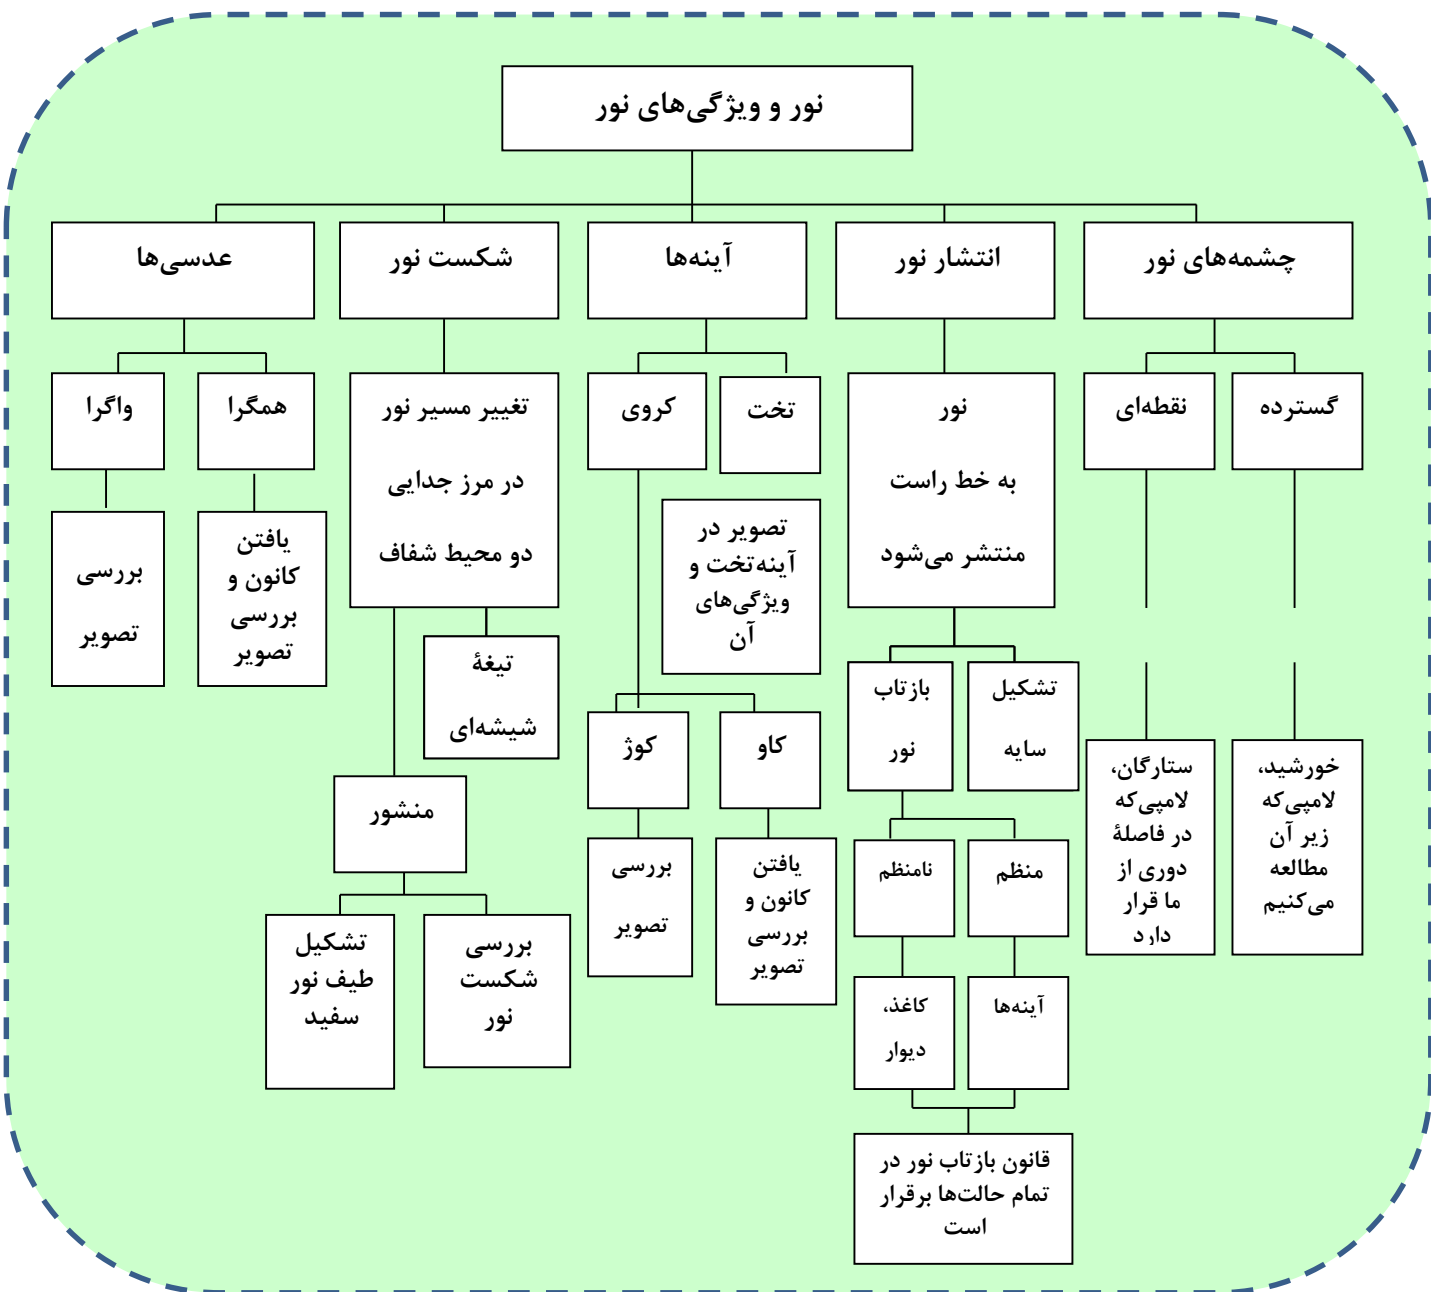 نور و ویژگی‌های نور
چشمه‌های نور
انتشار نور
آینه‌ها
شکست نور
عدسی‌ها
گسترده
نقطه‌ای
خورشید،
لامپی‌که
زیر آن
مطالعه
می‌کنیم
ستارگان،
لامپی‌که
در فاصلۀ
دوری از
ما قرار
دارد
نور
به خط راست
منتشر می‌شود
تشکیل
سایه
بازتاب
نور
منظم
نامنظم
آینه‌ها
کاغذ،
دیوار
قانون بازتاب نور در
تمام حالت‌ها برقرار
است
تخت
کروی
تصویر در
آینه‌تخت و
ویژگی‌های
آن
کاو
کوژ
یافتن
کانون و
بررسی
تصویر
بررسی
تصویر
تغییر مسیر نور
در مرز جدایی
دو محیط شفاف
تیغۀ
شیشه‌ای
منشور
بررسی
شکست
نور
تشکیل
طیف نور
سفید
همگرا
واگرا
یافتن
کانون و
بررسی
تصویر
بررسی
تصویر